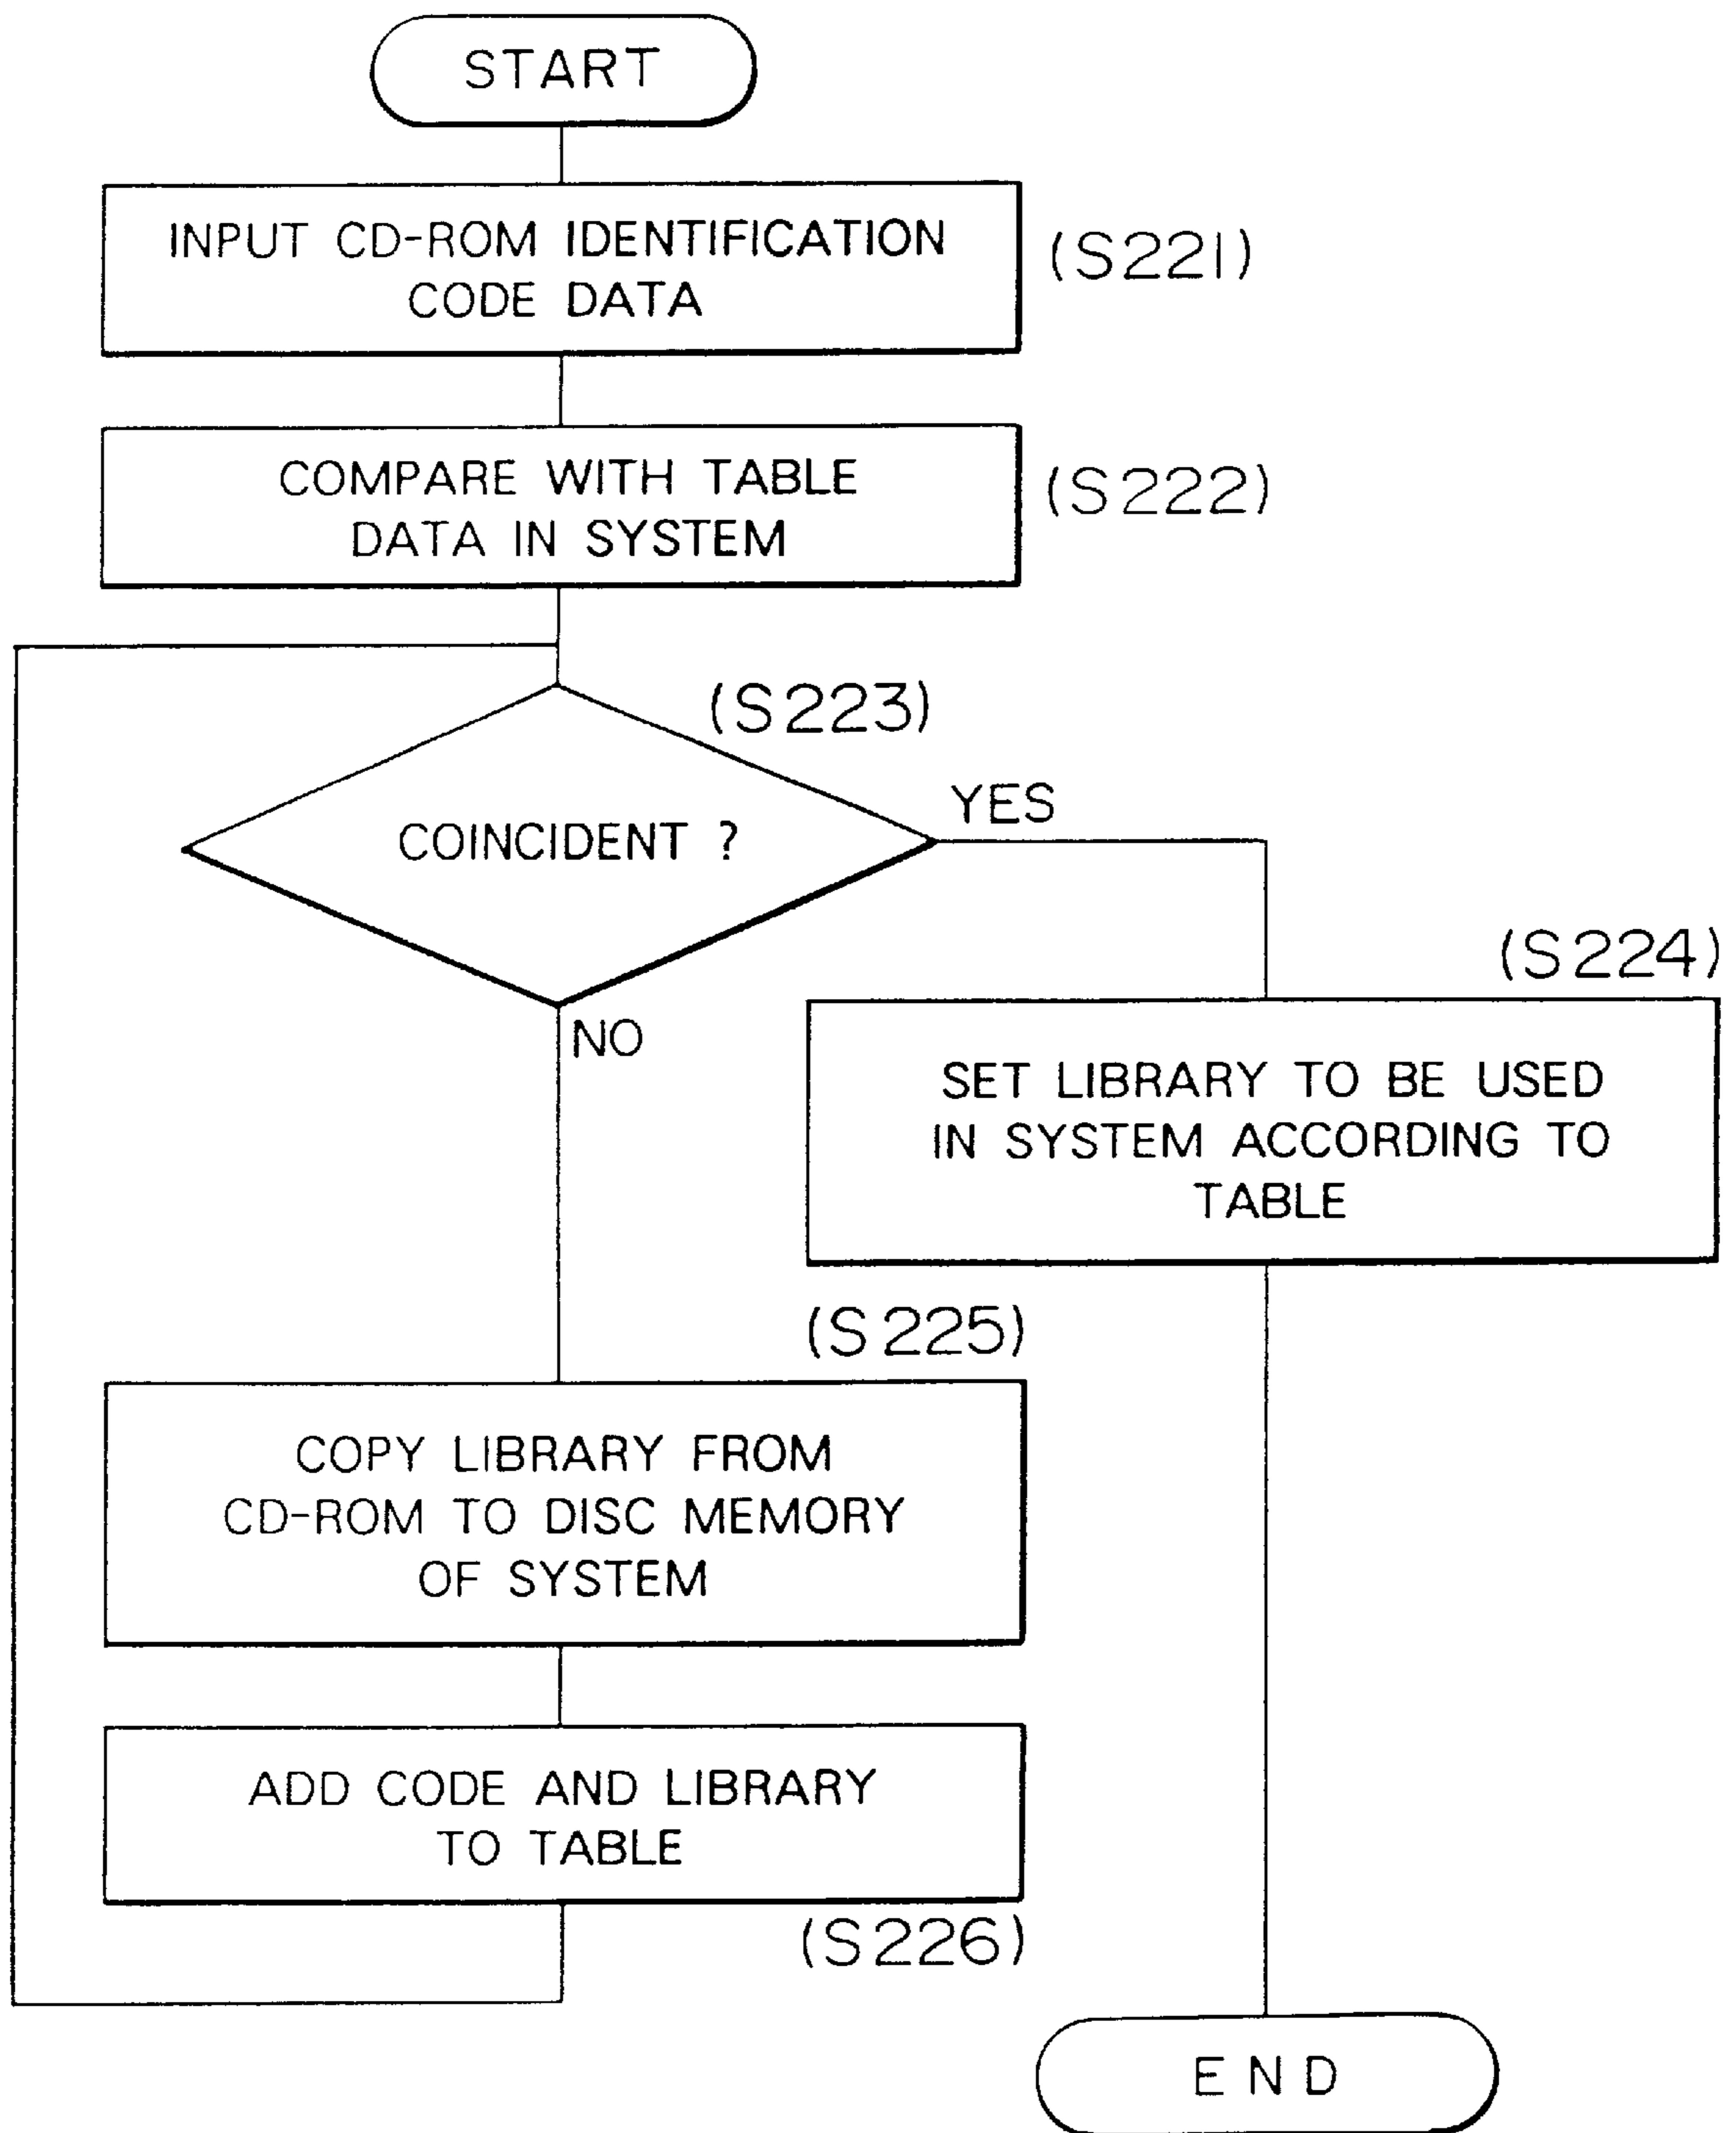 START
INPUT CD-ROM IDENTIFICATION
CODE DATA
(S221)
COMPARE WITH TABLE
DATA IN SYSTEM
(S222)
(S223)
COINCIDENT ?
YES
NO
(S224)
SET LIBRARY TO BE USED
IN SYSTEM ACCORDING TO
TABLE
(S225)
COPY LIBRARY FROM
CD-ROM TO DISC MEMORY
OF SYSTEM
ADD CODE AND LIBRARY
TO TABLE
(S226)
END